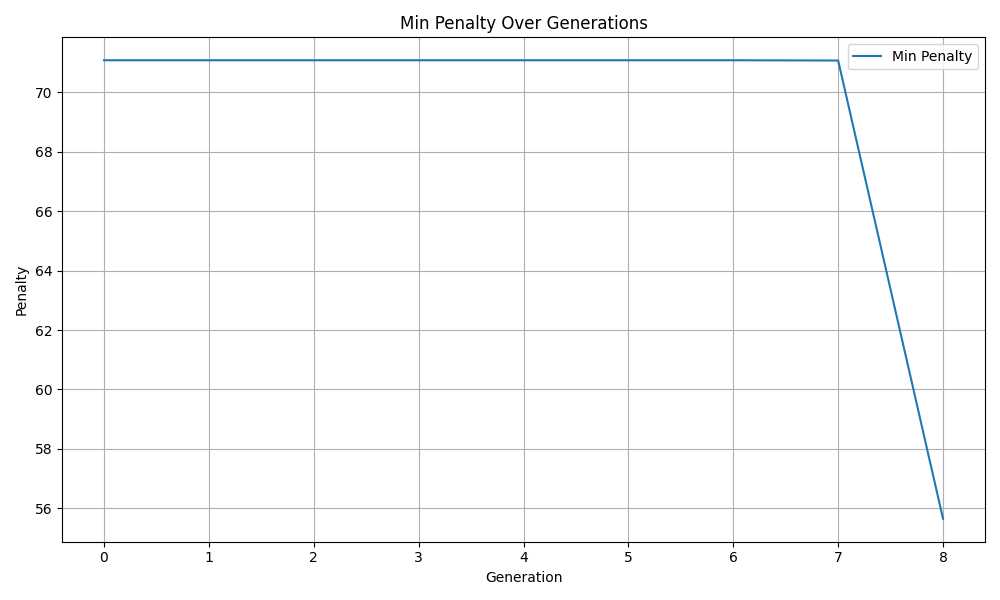 Min Penalty Over Generations
Min Penalty
70
68
66
64
62
60
58
56
Penalty
0 1 2 3 4 5 6 7 8
Generation